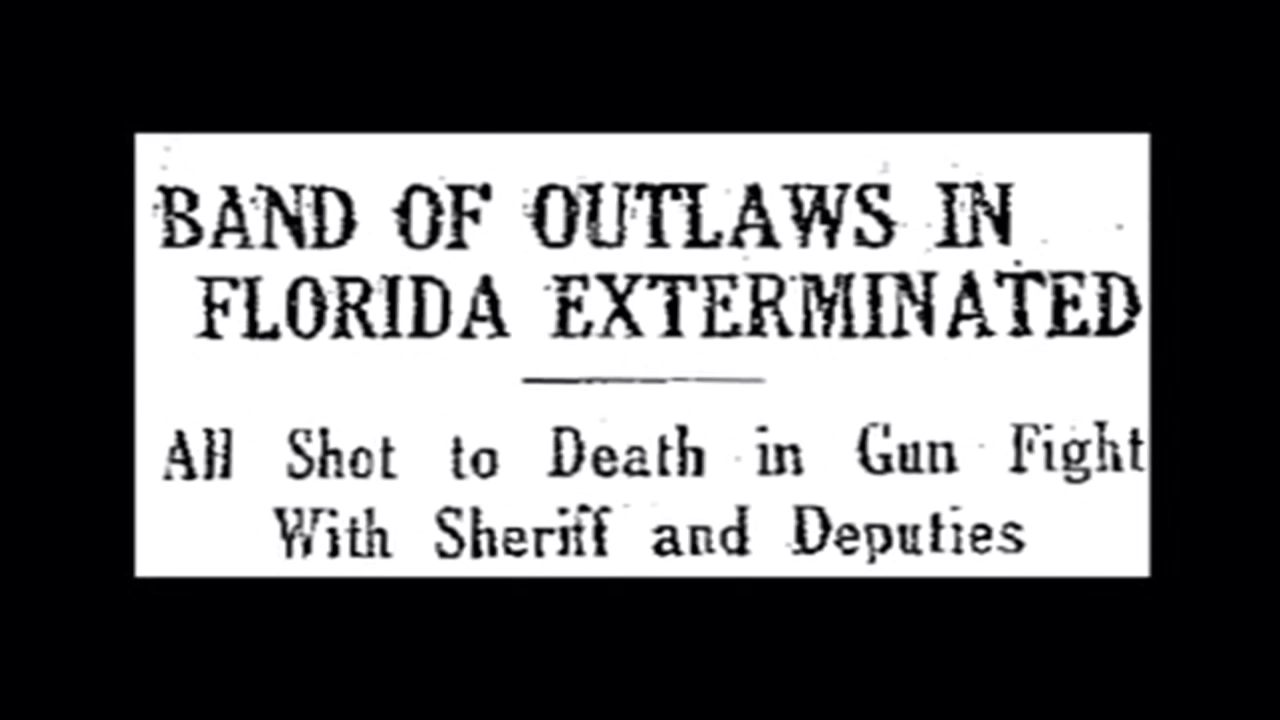 BAND OF OUTLAWS IN
FLORIDA EXTERMINATED
All Shot to Death in Gun Fight
With Sheriff and Deputies